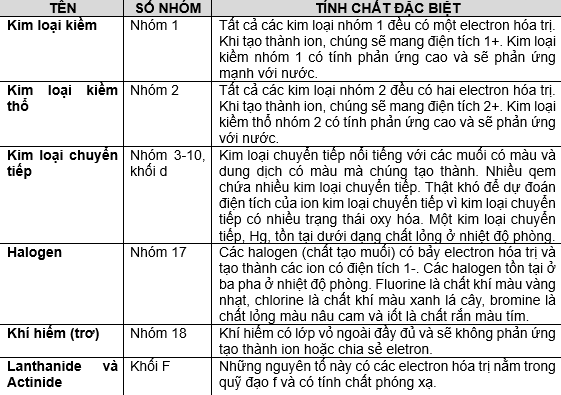 TÊN SỐ NHÓM TÍNH CHẤT ĐẶC BIỆT
Kim loại kiềm Nhóm 1 Tất cả các kim loại nhóm 1 đều có một electron hóa trị.
Khi tạo thành ion, chúng sẽ mang điện tích 1+. Kim loại
kiềm nhóm 1 có tính phản ứng cao và sẽ phản ứng
mạnh với nước.
Kim loại kiềm Nhóm 2 Tất cả các kim loại nhóm 2 đều có hai electron hóa trị.
thổ Khi tạo thành ion, chúng sẽ mang điện tích 2+. Kim loại
kiềm thổ nhóm 2 có tính phản ứng cao và sẽ phản ứng
với nước.
Kim loại chuyển Nhóm 3-10, Kim loại chuyển tiếp nổi tiếng với các muối có màu và
tiếp khối d dung dịch có màu mà chúng tạo thành. Nhiều qem
chứa nhiều kim loại chuyển tiếp. Thật khó để dự đoán
điện tích của ion kim loại chuyển tiếp vì kim loại chuyển
tiếp có nhiều trạng thái oxy hóa. Một kim loại chuyển
tiếp, Hg, tồn tại dưới dạng chất lỏng ở nhiệt độ phòng.
Halogen Nhóm 17 Các halogen (chất tạo muối) có bảy electron hóa trị và
tạo thành các ion có điện tích 1-. Các halogen tồn tại ở
ba pha ở nhiệt độ phòng. Fluorine là chất khí màu vàng
nhạt, chlorine là chất khí màu xanh lá cây, bromine là
chất lỏng màu nâu cam và iốt là chất rắn màu tím.
Khí hiếm (trơ) Nhóm 18 Khí hiếm có lớp vỏ ngoài đầy đủ và sẽ không phản ứng
tạo thành ion hoặc chia sẻ eletron.
Lanthanide và Khối F Những nguyên tố này có các electron hóa trị nằm trong
Actinide quỹ đạo f và có tính chất phóng xạ.